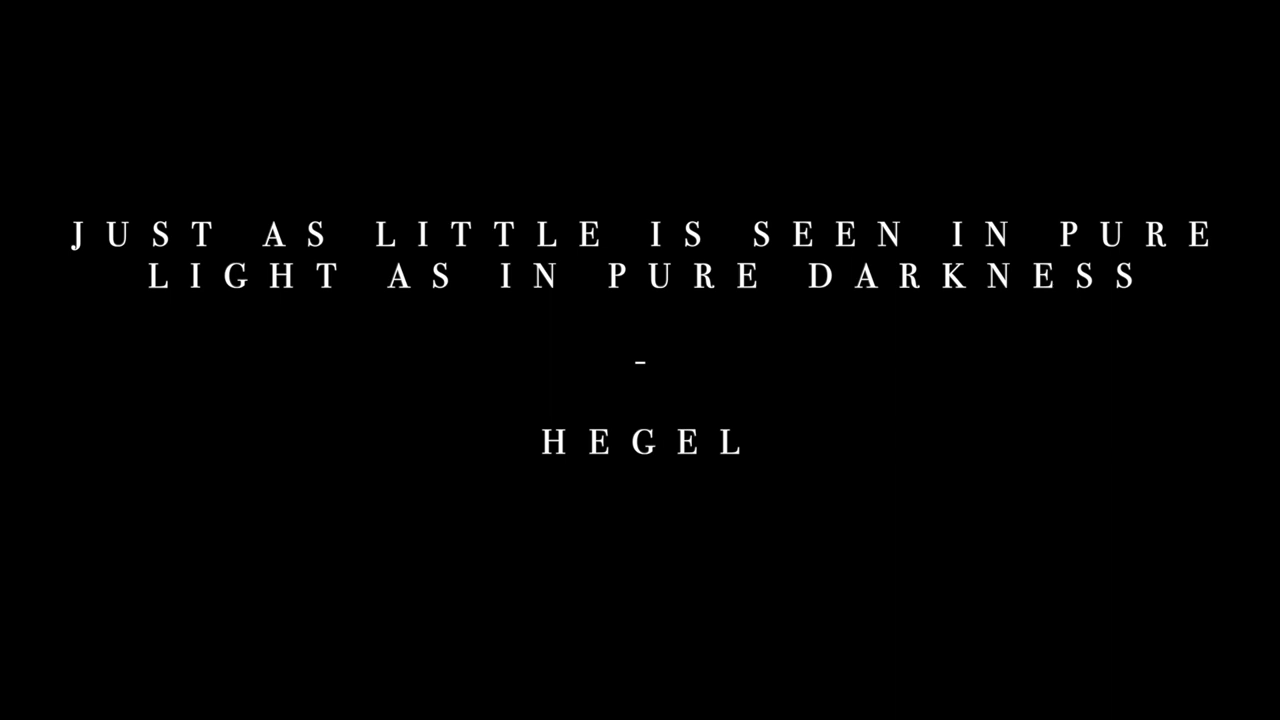 JUST AS LITTLE IS SEEN IN PURE
LIGHT AS IN PURE DARKNESS
-
HEGEL